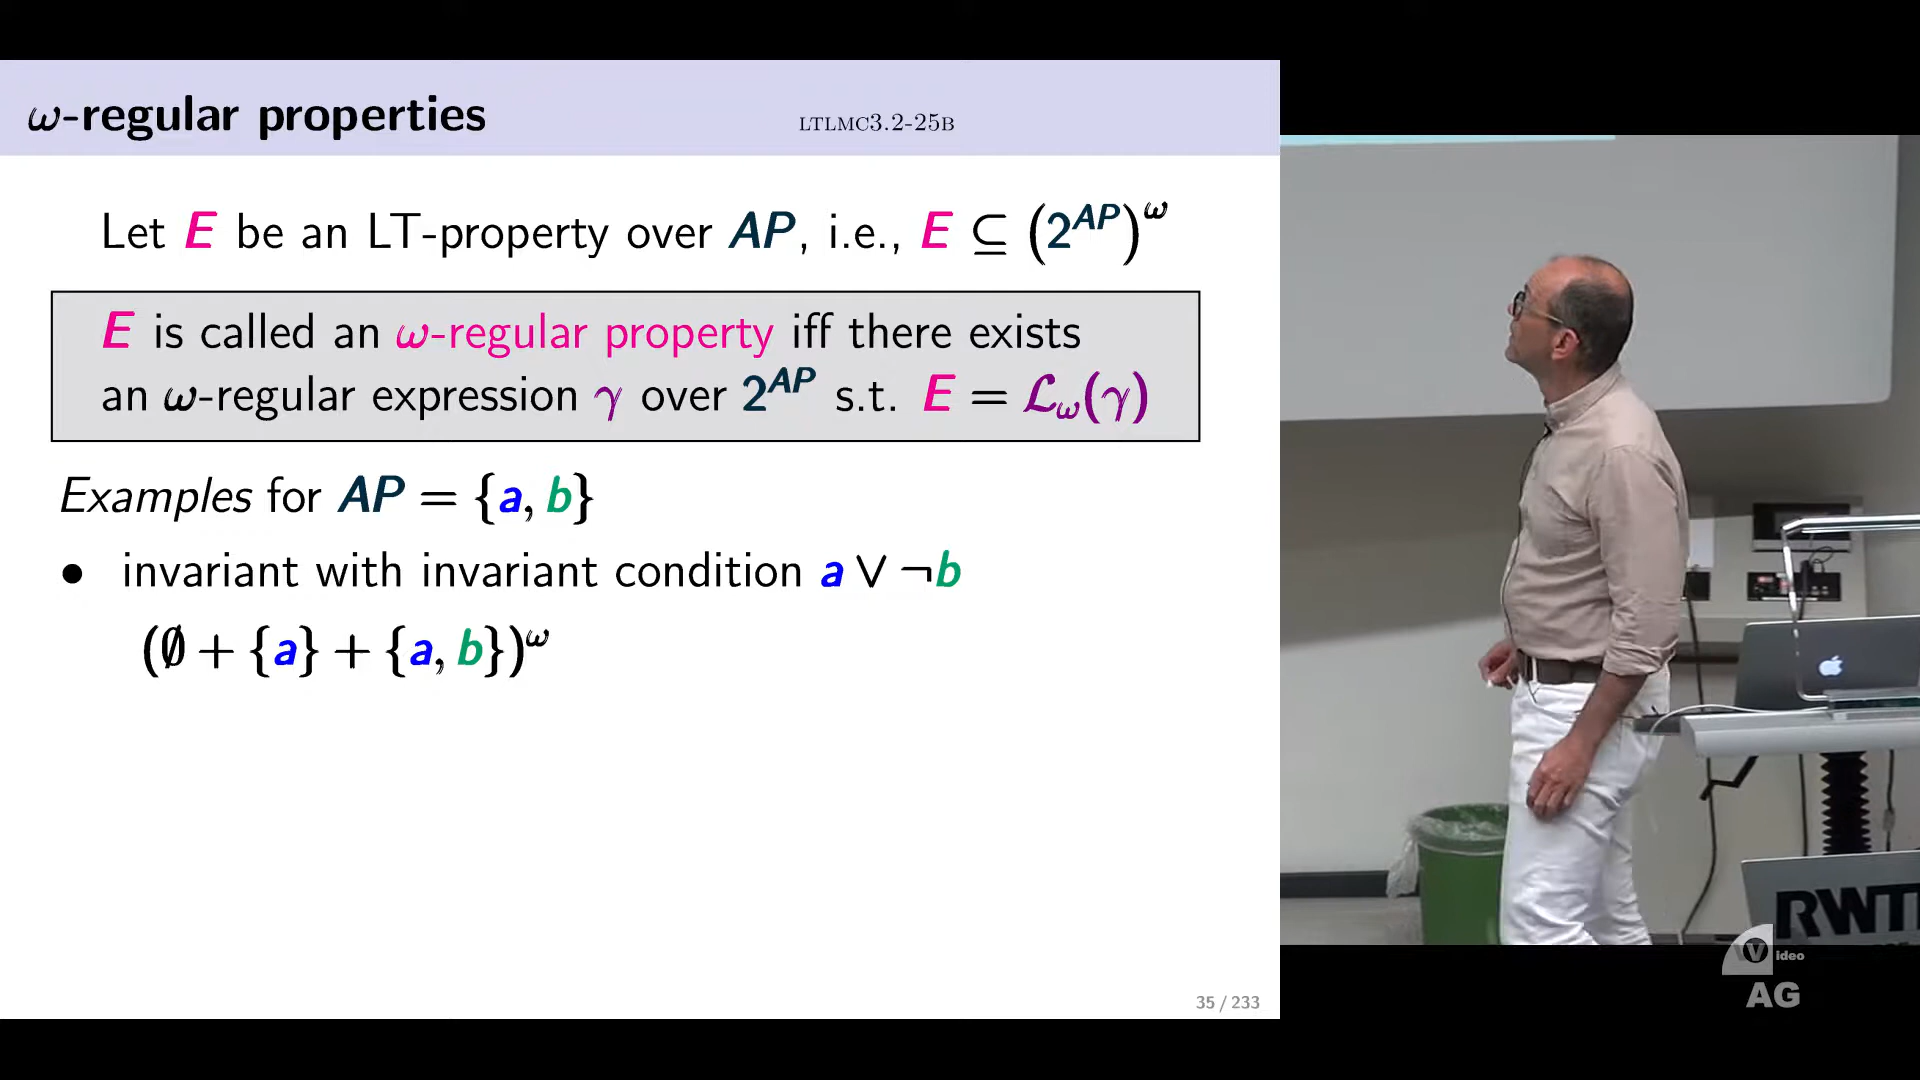 ω-regular properties LTLMC3.2-25B
Let E be an LT-property over AP, i.e., E ⊆ (2^AP)^ω
E is called an ω-regular property iff there exists
an ω-regular expression γ over 2^AP s.t. E = ℒ_ω(γ)
Examples for AP = {a, b}
• invariant with invariant condition a ∨ ¬b
(∅ + {a} + {a, b})^ω
35 / 233
RWT
Video
AG